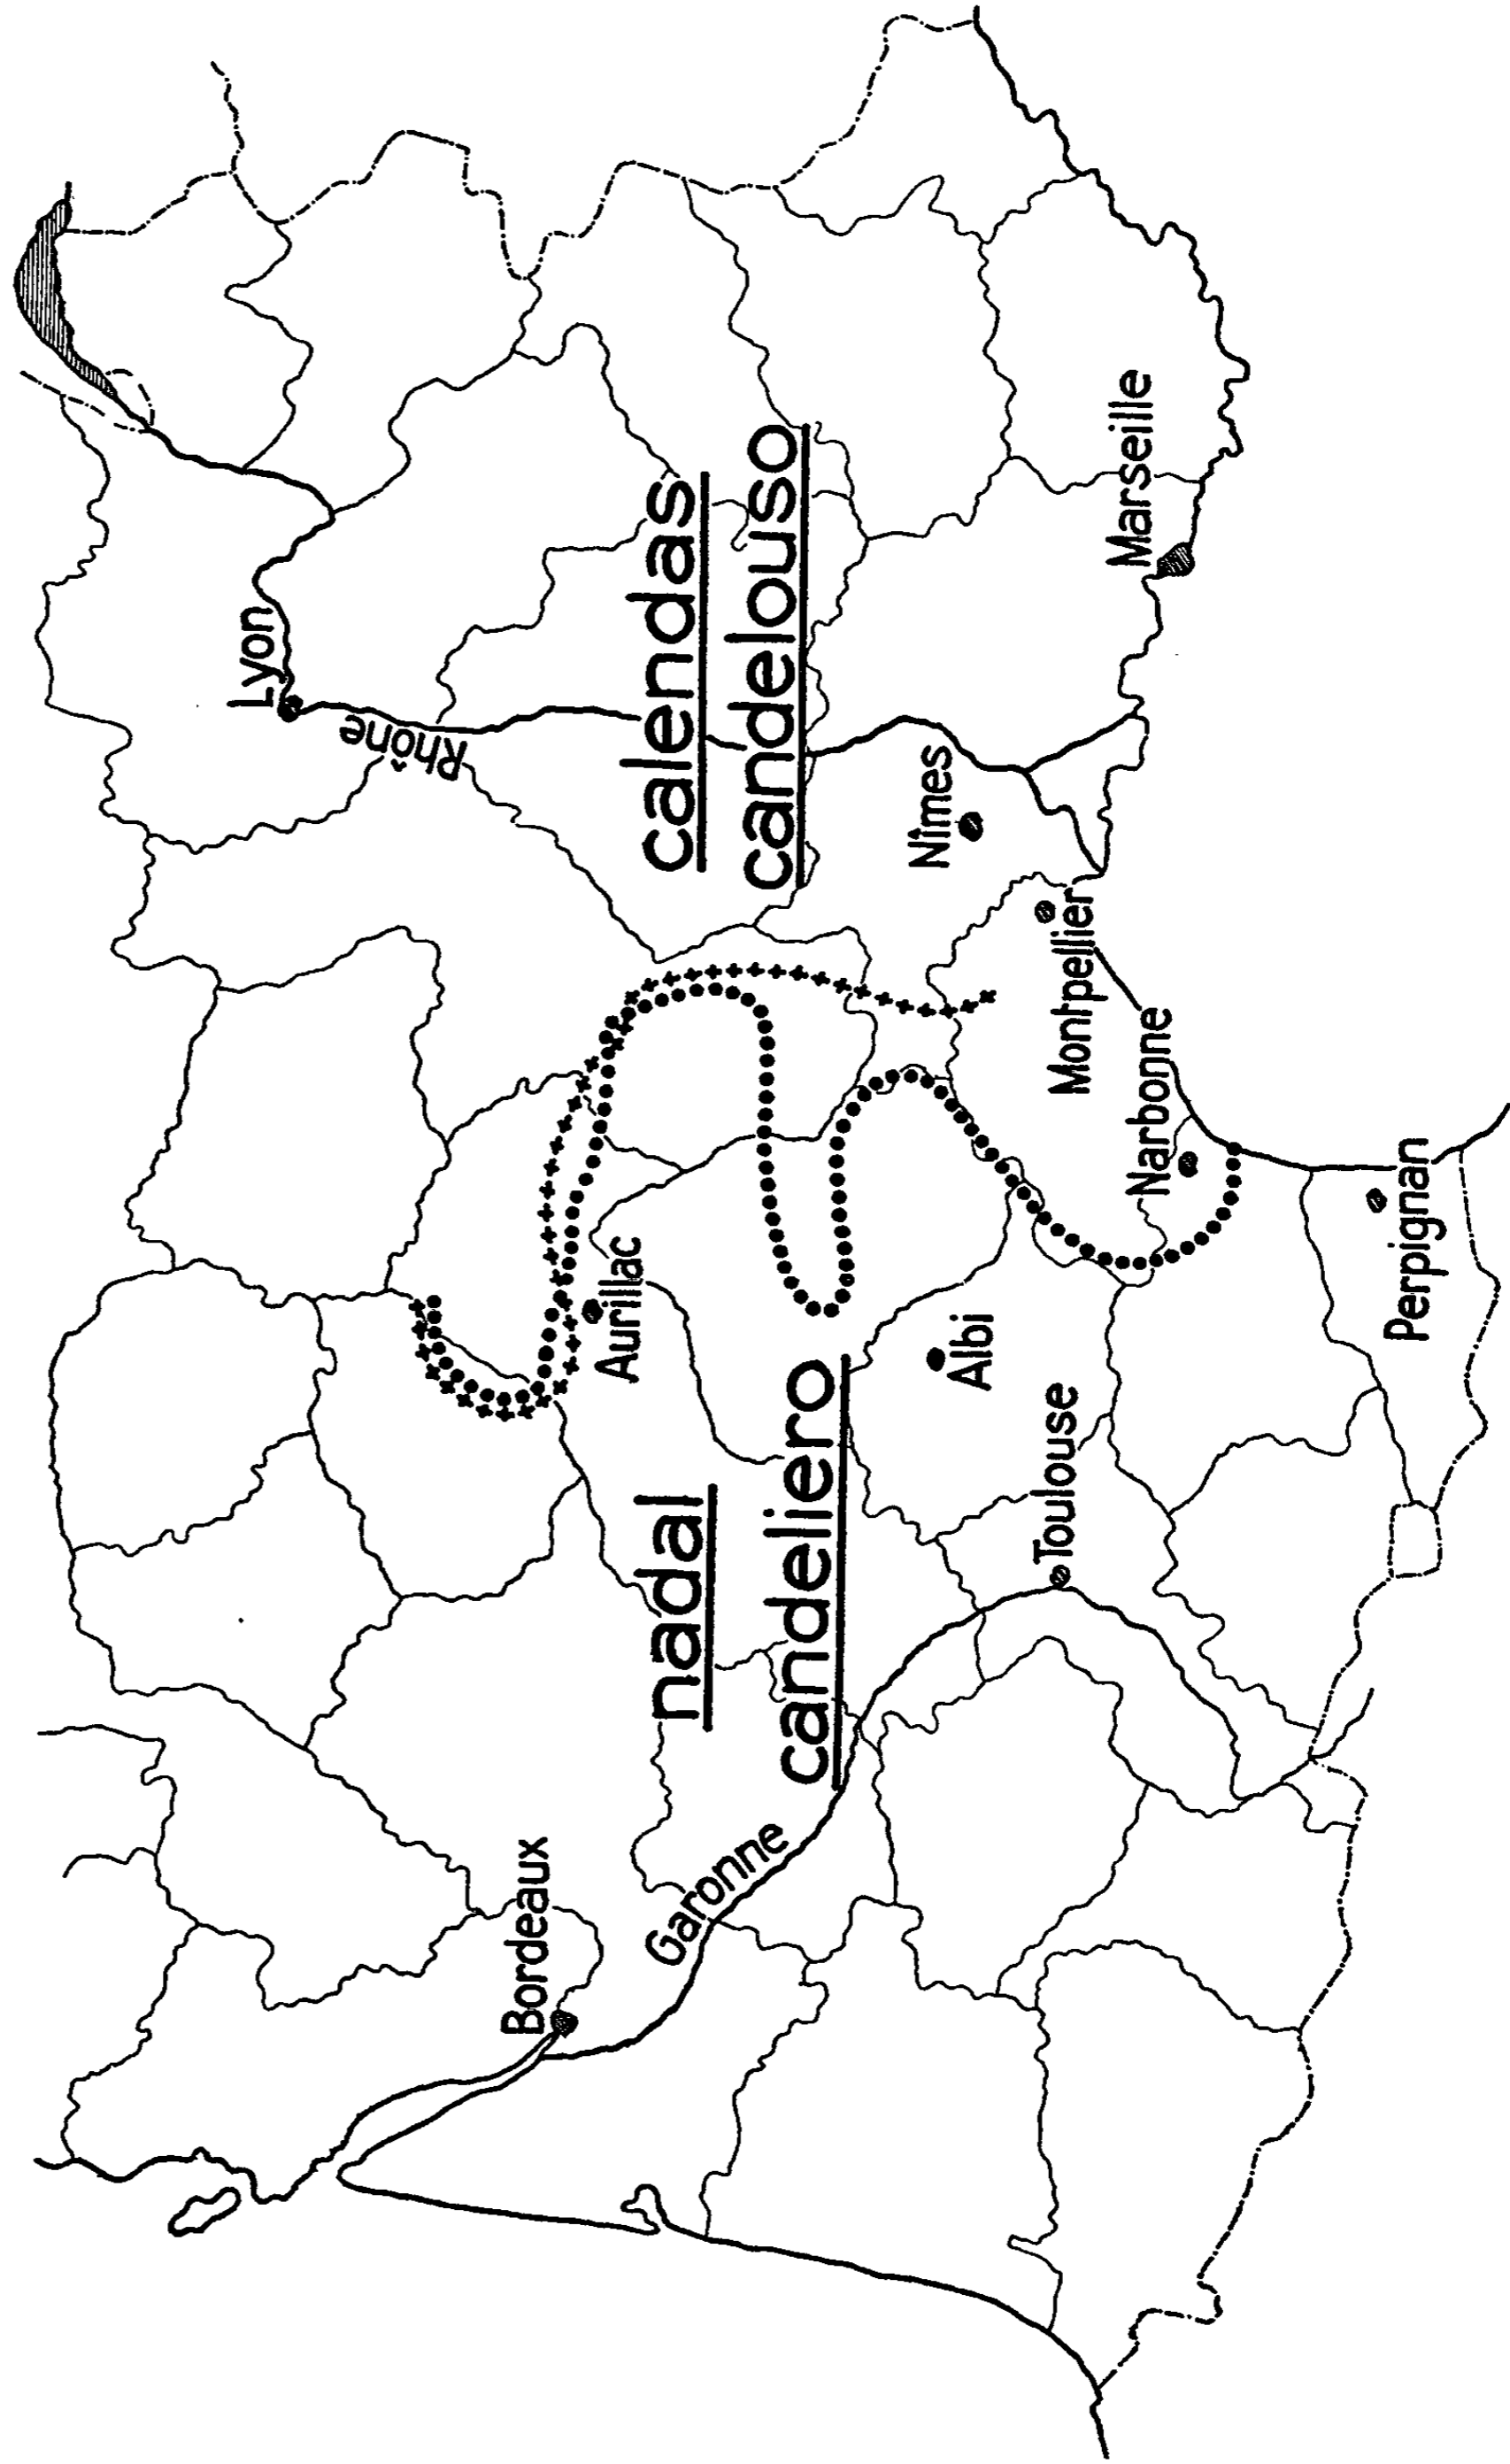 Lyon
Rhône
Bordeaux
Aurillac
Garonne
nadal
candeliero
calendas
candelouso
Albi
Nîmes
Toulouse
Montpellier
Marseille
Narbonne
Perpignan